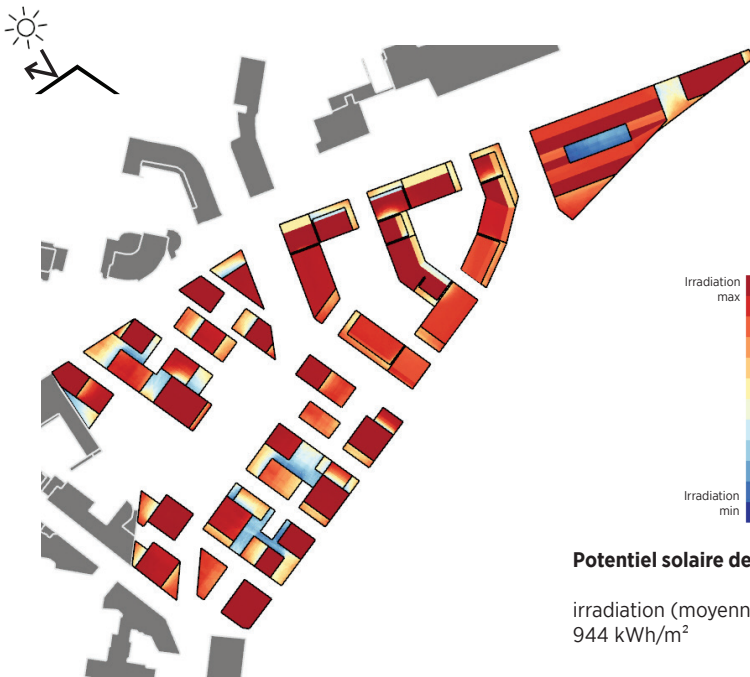 Irradiation
max
Irradiation
min
Potentiel solaire de
irradiation (moyenn
944 kWh/m²